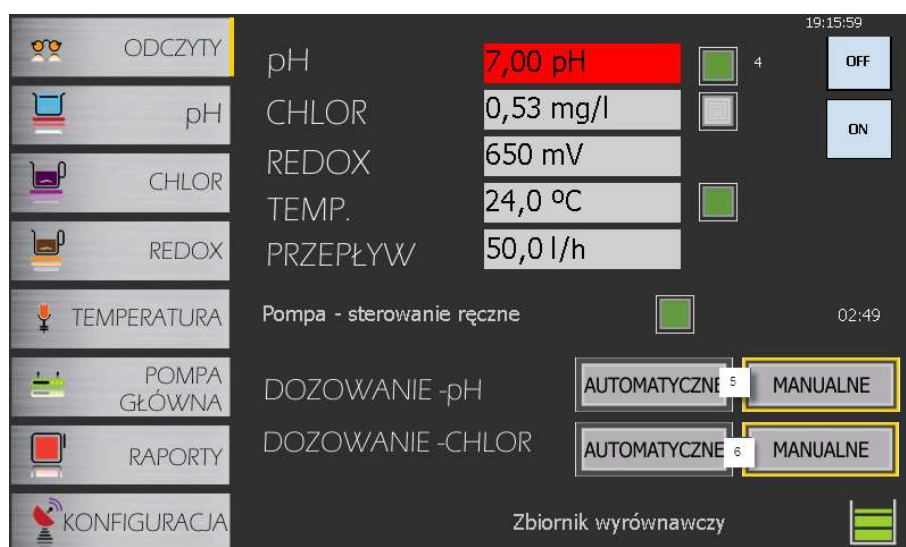 19:15:59
ODCZYTY
pH 7,00 pH 4 OFF
pH
CHLOR 0,53 mg/l ON
CHLOR
REDOX 650 mV
TEMP. 24,0 ºC
REDOX
PRZEPŁYW 50,0 l/h
TEMPERATURA
Pompa - sterowanie ręczne 02:49
POMPA
GŁÓWNA
DOZOWANIE -pH AUTOMATYCZNE 5 MANUALNE
RAPORTY
DOZOWANIE -CHLOR AUTOMATYCZNE 6 MANUALNE
KONFIGURACJA
Zbiornik wyrównawczy